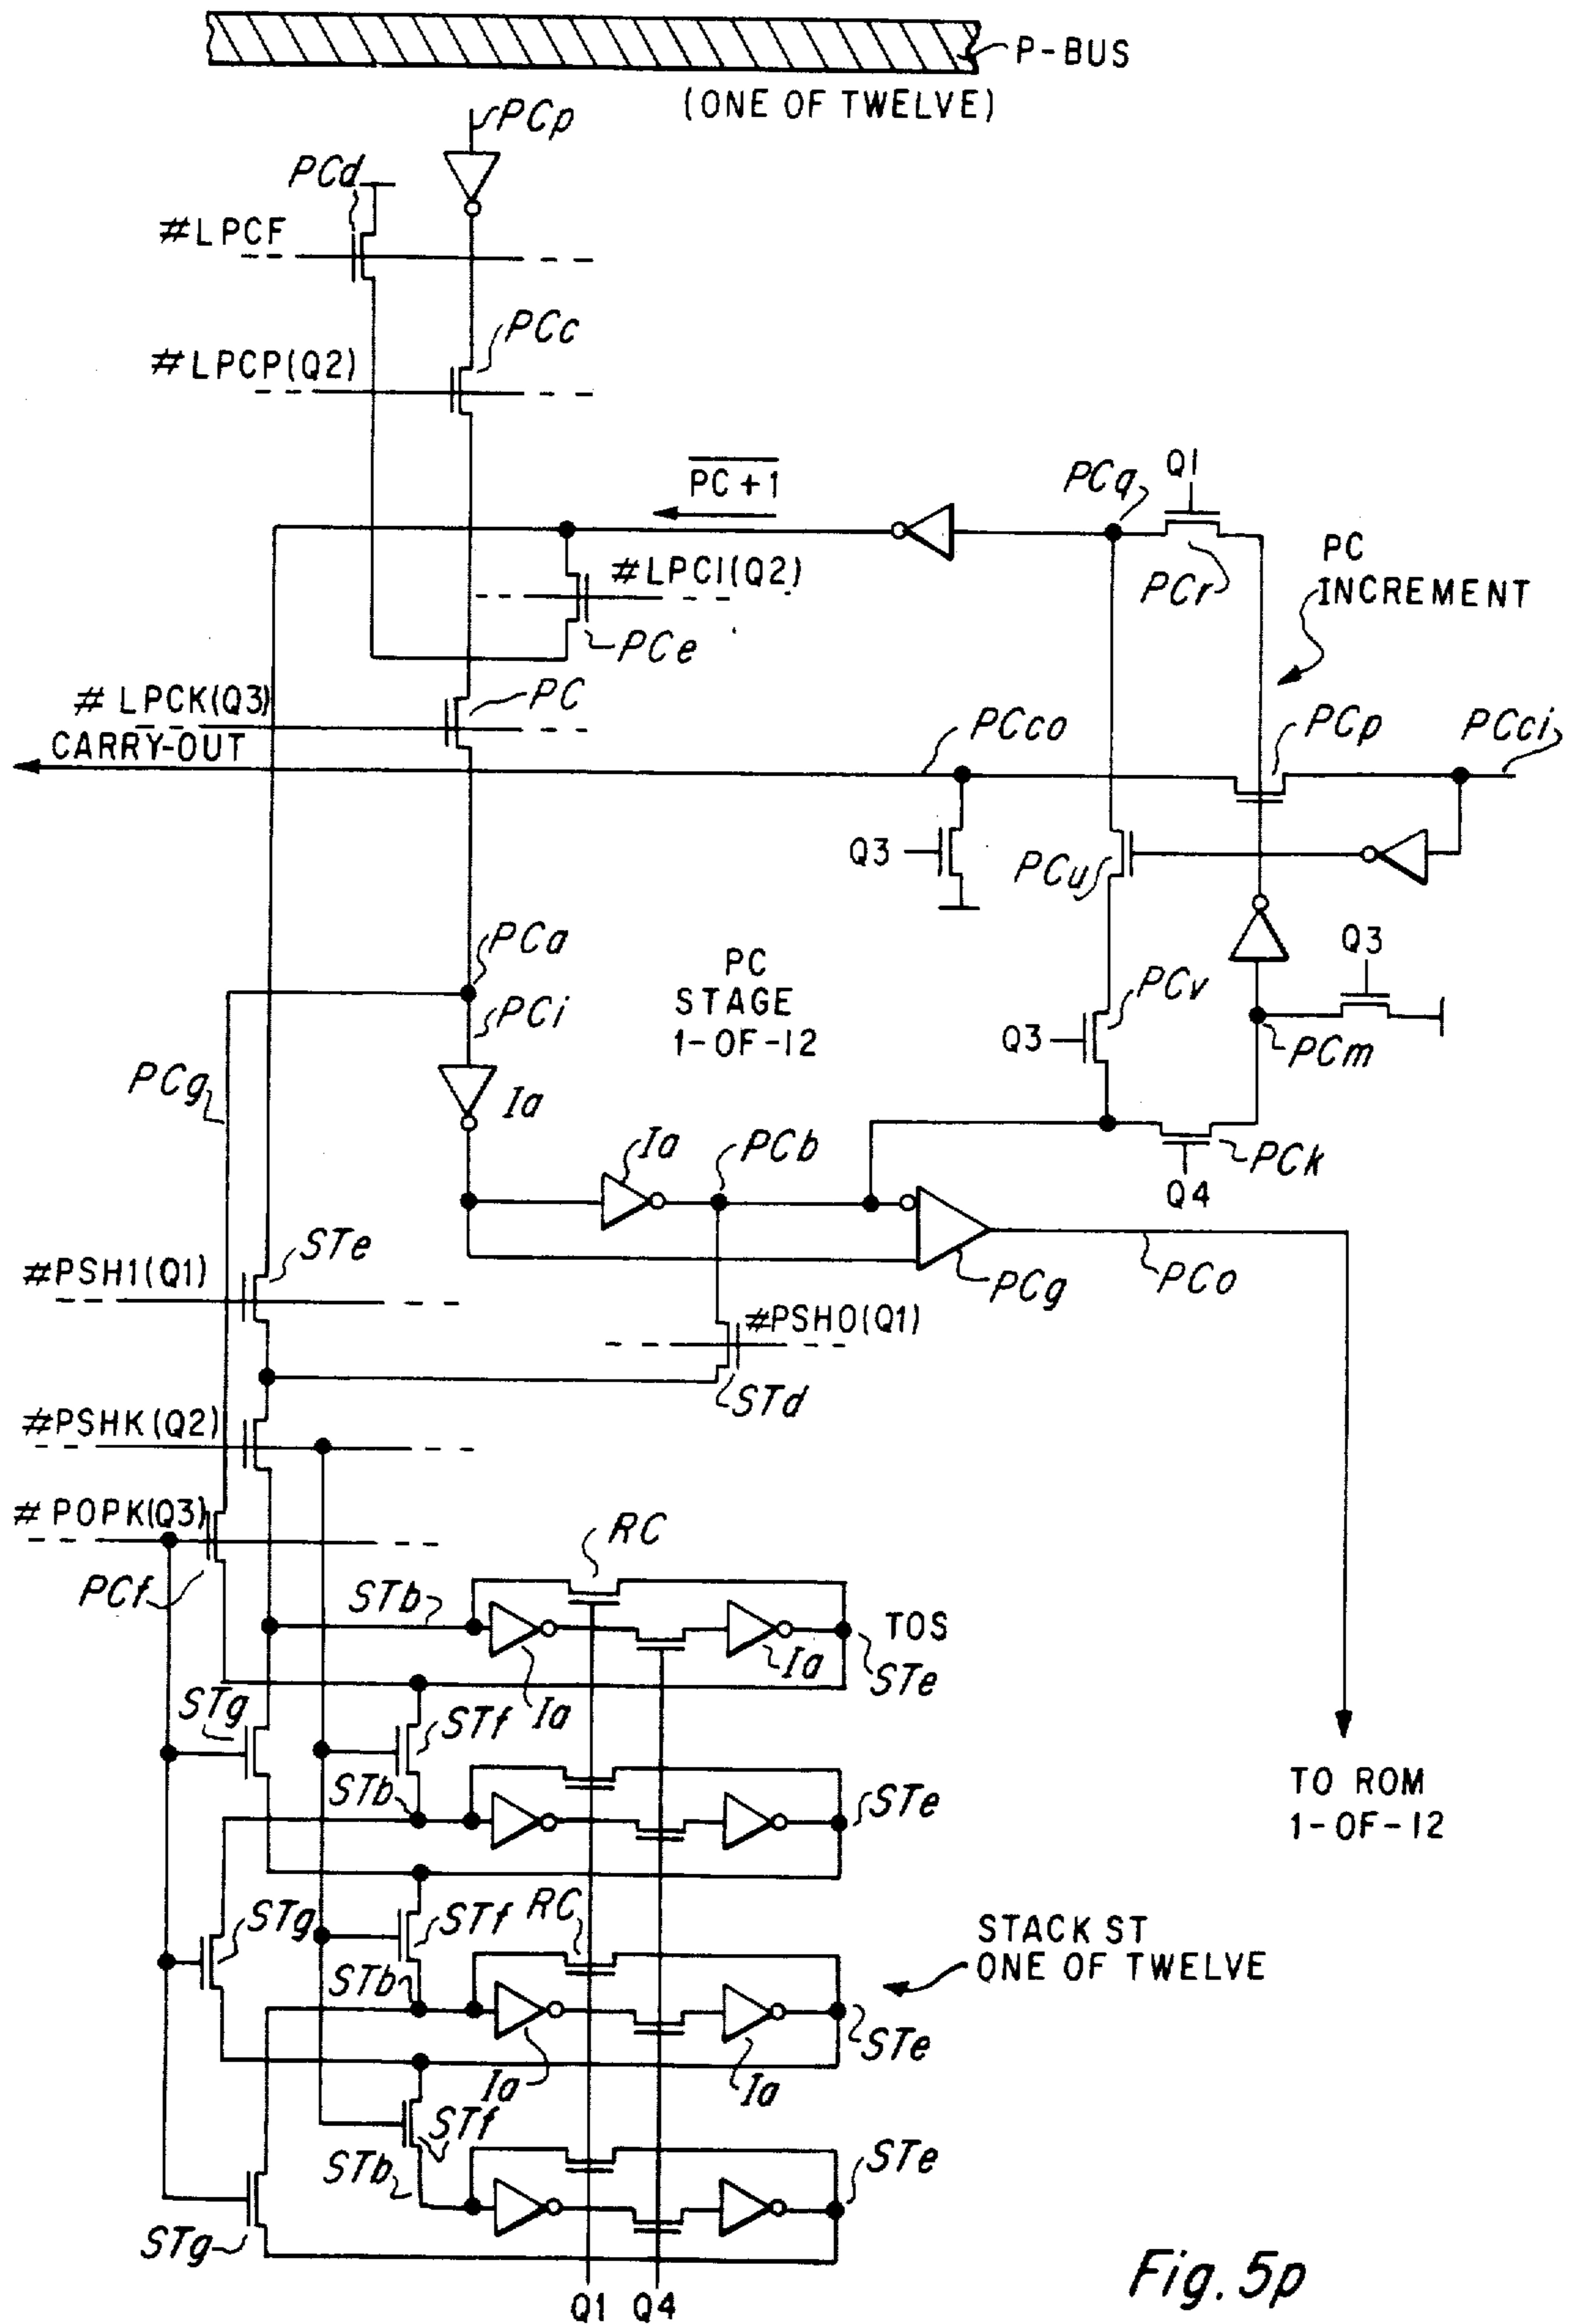 P-BUS
(ONE OF TWELVE)
PCp
PCd
#LPCF
PCc
#LPCP(Q2)
PC+1
PCq
Q1
PCr
PC
INCREMENT
#LPCI(Q2)
PCe
# LPCK(Q3)
PC
CARRY-OUT
PCco
PCp
PCci
Q3
PCu
PCa
PCi
PC
STAGE
1-OF-12
Q3
PCv
Q3
PCm
PCg
Ia
Ia
PCb
PCk
Q4
STe
#PSH1(Q1)
PCg
PCo
#PSHO(Q1)
STd
#PSHK(Q2)
# POPK(Q3)
PCf
RC
STb
TOS
Ia
STe
Ia
STg
STf
STb
STe
TO ROM
1-OF-12
STg
STf
RC
STb
STACK ST
ONE OF TWELVE
STe
Ia
Ia
STf
STb
STe
STg
Q1
Q4
Fig. 5p